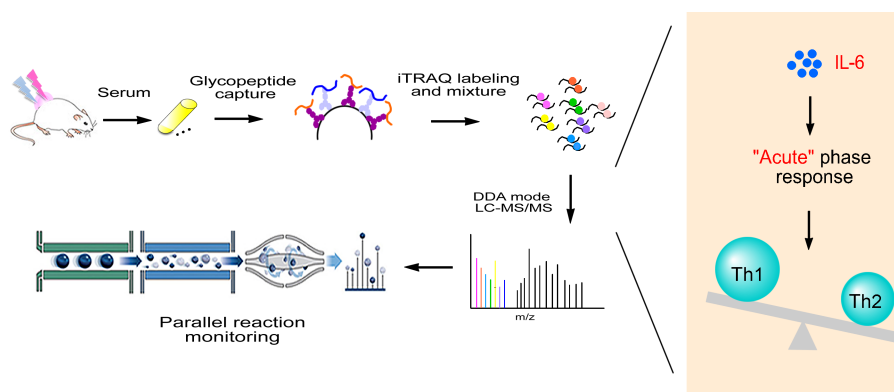 Serum
Glycopeptide
capture
iTRAQ labeling
and mixture
DDA mode
LC-MS/MS
m/z
Parallel reaction
monitoring
IL-6
"Acute" phase
response
Th1
Th2